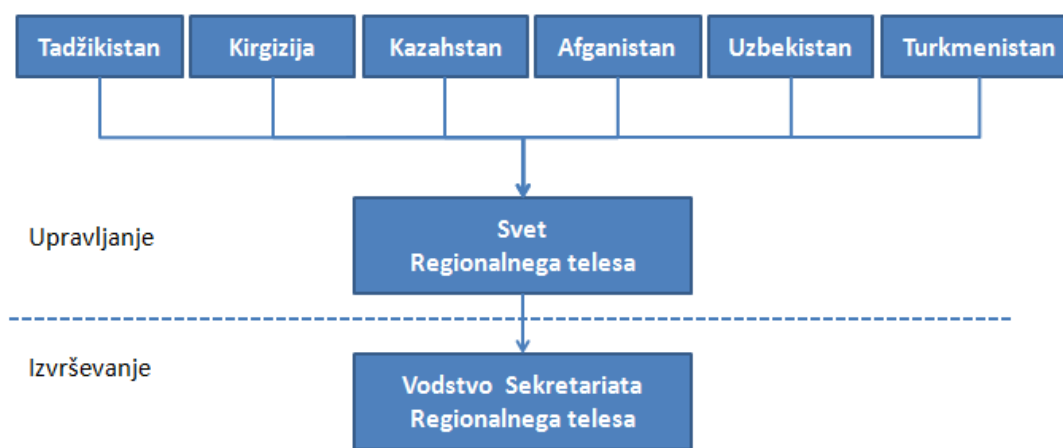 Tadžikistan
Kirgizija
Kazahstan
Afganistan
Uzbekistan
Turkmenistan
Upravljanje
Svet
Regionalnega telesa
Izvrševanje
Vodstvo Sekretariata
Regionalnega telesa